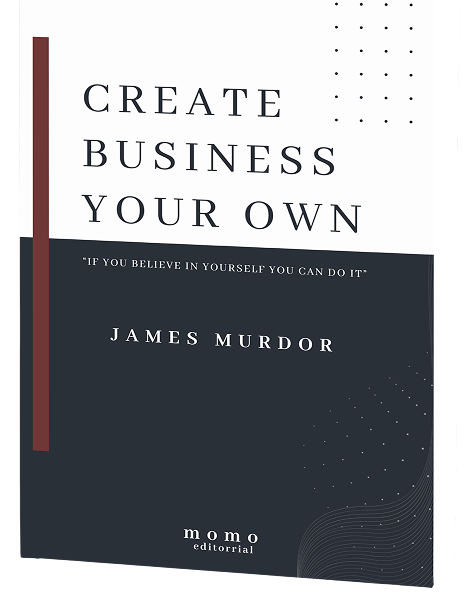 CREATE
BUSINESS
YOUR OWN
"IF YOU BELIEVE IN YOURSELF YOU CAN DO IT"
JAMES MURDOR
momo
editorrial